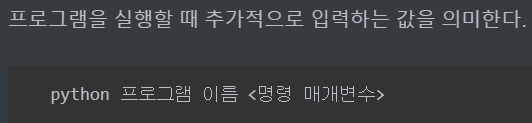 프로그램을 실행할 때 추가적으로 입력하는 값을 의미한다.
python 프로그램 이름 <명령 매개변수>